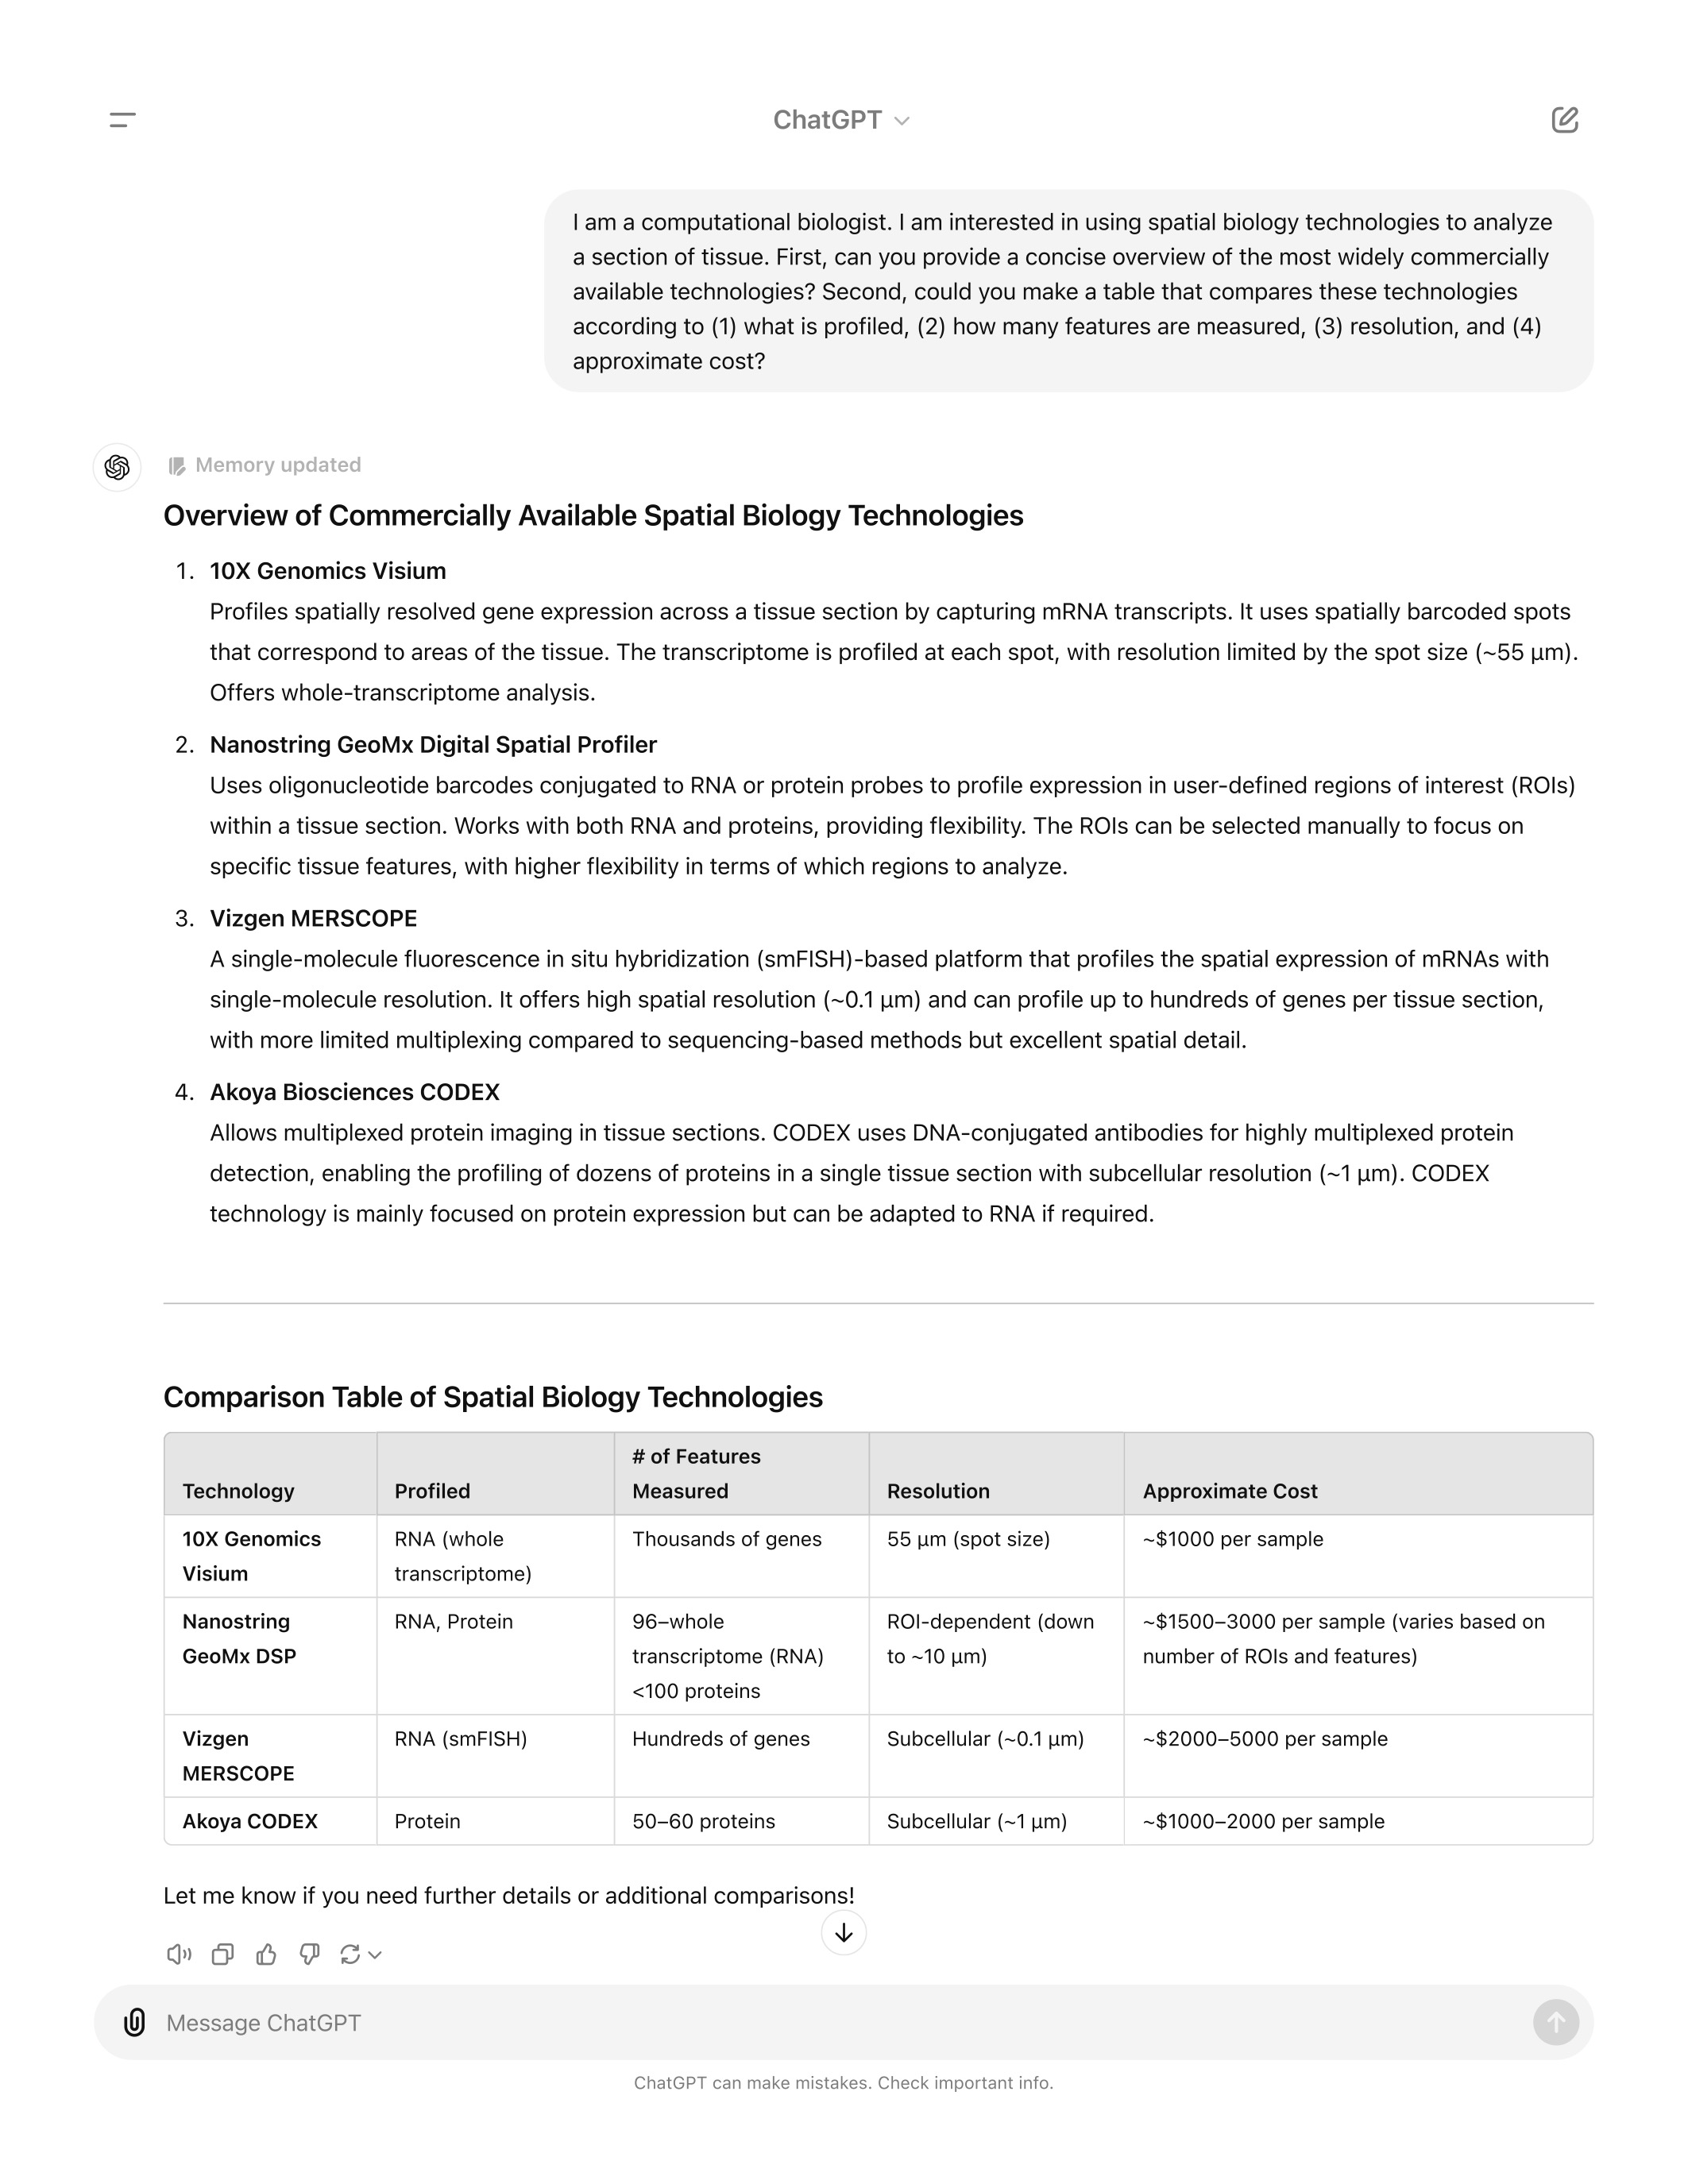 ChatGPT
I am a computational biologist. I am interested in using spatial biology technologies to analyze
a section of tissue. First, can you provide a concise overview of the most widely commercially
available technologies? Second, could you make a table that compares these technologies
according to (1) what is profiled, (2) how many features are measured, (3) resolution, and (4)
approximate cost?
Memory updated
Overview of Commercially Available Spatial Biology Technologies
1. 10X Genomics Visium
Profiles spatially resolved gene expression across a tissue section by capturing mRNA transcripts. It uses spatially barcoded spots
that correspond to areas of the tissue. The transcriptome is profiled at each spot, with resolution limited by the spot size (~55 μm).
Offers whole-transcriptome analysis.
2. Nanostring GeoMx Digital Spatial Profiler
Uses oligonucleotide barcodes conjugated to RNA or protein probes to profile expression in user-defined regions of interest (ROIs)
within a tissue section. Works with both RNA and proteins, providing flexibility. The ROIs can be selected manually to focus on
specific tissue features, with higher flexibility in terms of which regions to analyze.
3. Vizgen MERSCOPE
A single-molecule fluorescence in situ hybridization (smFISH)-based platform that profiles the spatial expression of mRNAs with
single-molecule resolution. It offers high spatial resolution (~0.1 μm) and can profile up to hundreds of genes per tissue section,
with more limited multiplexing compared to sequencing-based methods but excellent spatial detail.
4. Akoya Biosciences CODEX
Allows multiplexed protein imaging in tissue sections. CODEX uses DNA-conjugated antibodies for highly multiplexed protein
detection, enabling the profiling of dozens of proteins in a single tissue section with subcellular resolution (~1 μm). CODEX
technology is mainly focused on protein expression but can be adapted to RNA if required.
Comparison Table of Spatial Biology Technologies
# of Features
Technology Profiled Measured Resolution Approximate Cost
10X Genomics RNA (whole Thousands of genes 55 μm (spot size) ~$1000 per sample
Visium transcriptome)
Nanostring RNA, Protein 96–whole ROI-dependent (down ~$1500–3000 per sample (varies based on
GeoMx DSP transcriptome (RNA) to ~10 μm) number of ROIs and features)
<100 proteins
Vizgen RNA (smFISH) Hundreds of genes Subcellular (~0.1 μm) ~$2000–5000 per sample
MERSCOPE
Akoya CODEX Protein 50–60 proteins Subcellular (~1 μm) ~$1000–2000 per sample
Let me know if you need further details or additional comparisons!
Message ChatGPT
ChatGPT can make mistakes. Check important info.